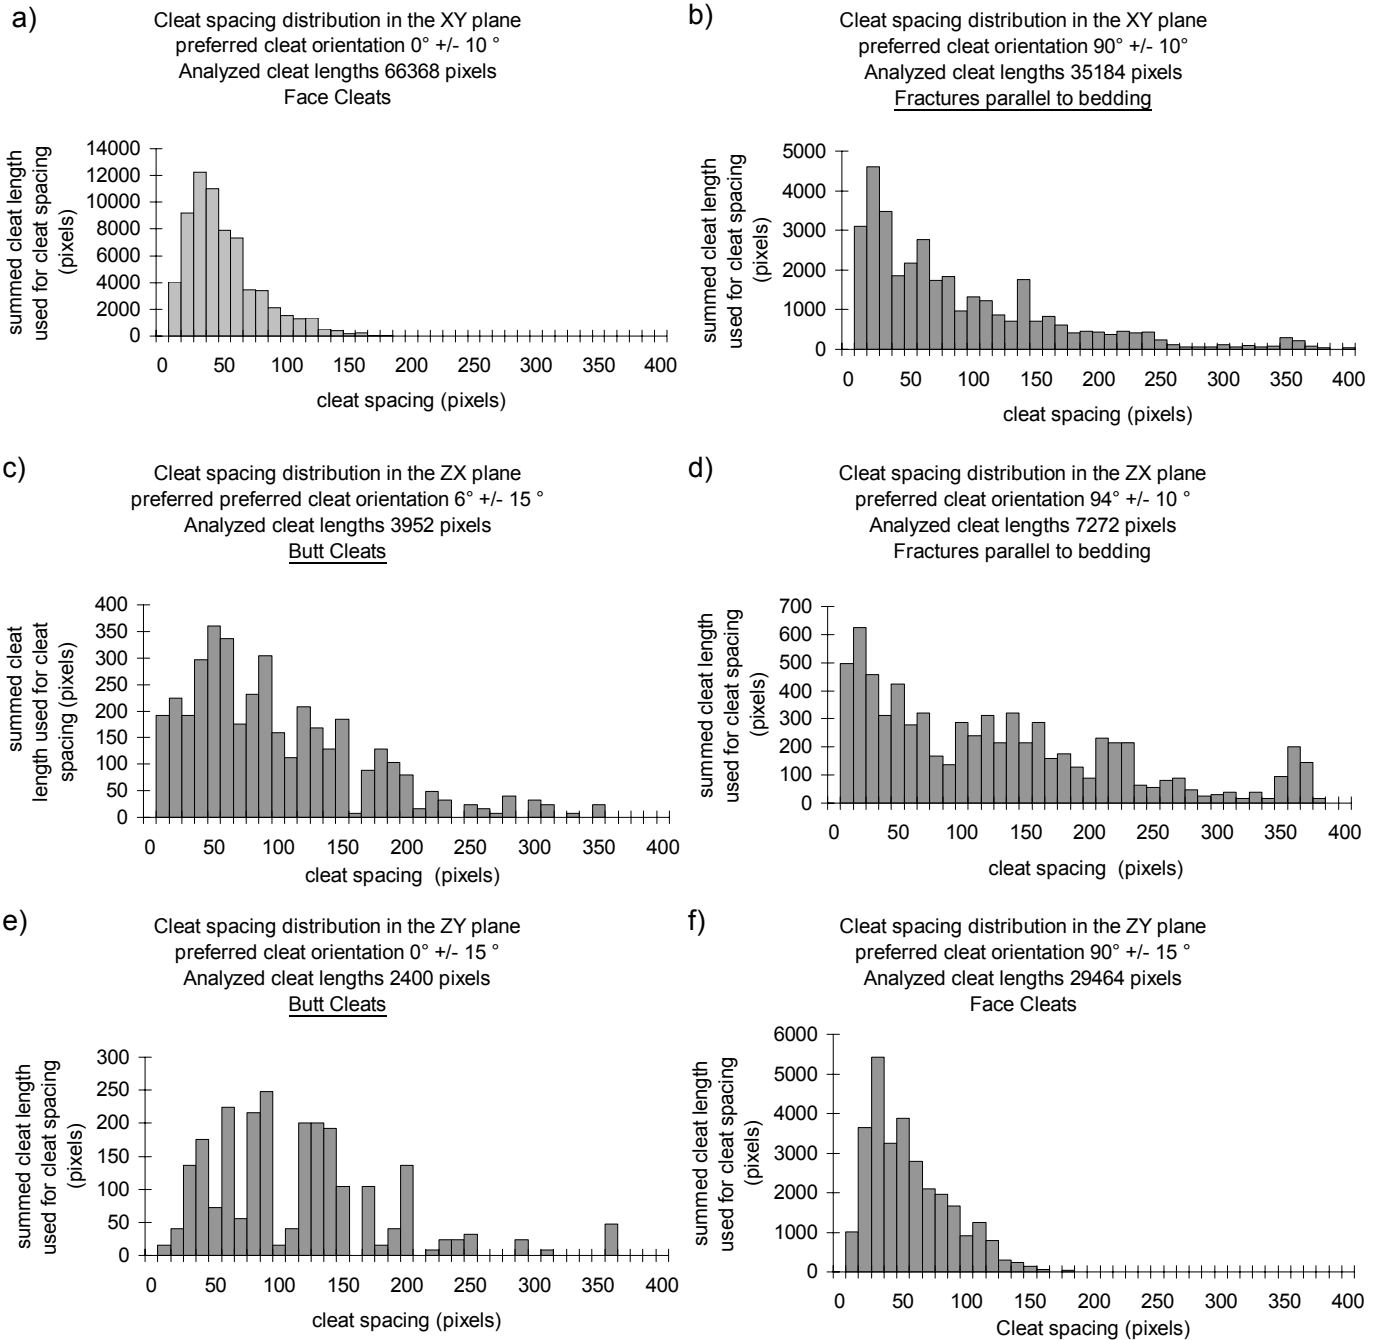 a)
Cleat spacing distribution in the XY plane
preferred cleat orientation 0° +/- 10 °
Analyzed cleat lengths 66368 pixels
Face Cleats
summed cleat length
used for cleat spacing
(pixels)
14000
12000
10000
8000
6000
4000
2000
0
0 50 100 150 200 250 300 350 400
cleat spacing (pixels)
b)
Cleat spacing distribution in the XY plane
preferred cleat orientation 90° +/- 10°
Analyzed cleat lengths 35184 pixels
Fractures parallel to bedding
summed cleat length
used for cleat spacing
(pixels)
5000
4000
3000
2000
1000
0
0 50 100 150 200 250 300 350 400
cleat spacing (pixels)
c)
Cleat spacing distribution in the ZX plane
preferred preferred cleat orientation 6° +/- 15 °
Analyzed cleat lengths 3952 pixels
Butt Cleats
summed cleat
length used for cleat
spacing (pixels)
400
350
300
250
200
150
100
50
0
0 50 100 150 200 250 300 350 400
cleat spacing (pixels)
d)
Cleat spacing distribution in the ZX plane
preferred cleat orientation 94° +/- 10 °
Analyzed cleat lengths 7272 pixels
Fractures parallel to bedding
summed cleat length
used for cleat spacing
(pixels)
700
600
500
400
300
200
100
0
0 50 100 150 200 250 300 350 400
cleat spacing (pixels)
e)
Cleat spacing distribution in the ZY plane
preferred cleat orientation 0° +/- 15 °
Analyzed cleat lengths 2400 pixels
Butt Cleats
summed cleat length
used for cleat spacing
(pixels)
300
250
200
150
100
50
0
0 50 100 150 200 250 300 350 400
cleat spacing (pixels)
f)
Cleat spacing distribution in the ZY plane
preferred cleat orientation 90° +/- 15 °
Analyzed cleat lengths 29464 pixels
Face Cleats
summed cleat length
used for cleat spacing
(pixels)
6000
5000
4000
3000
2000
1000
0
0 50 100 150 200 250 300 350 400
Cleat spacing (pixels)